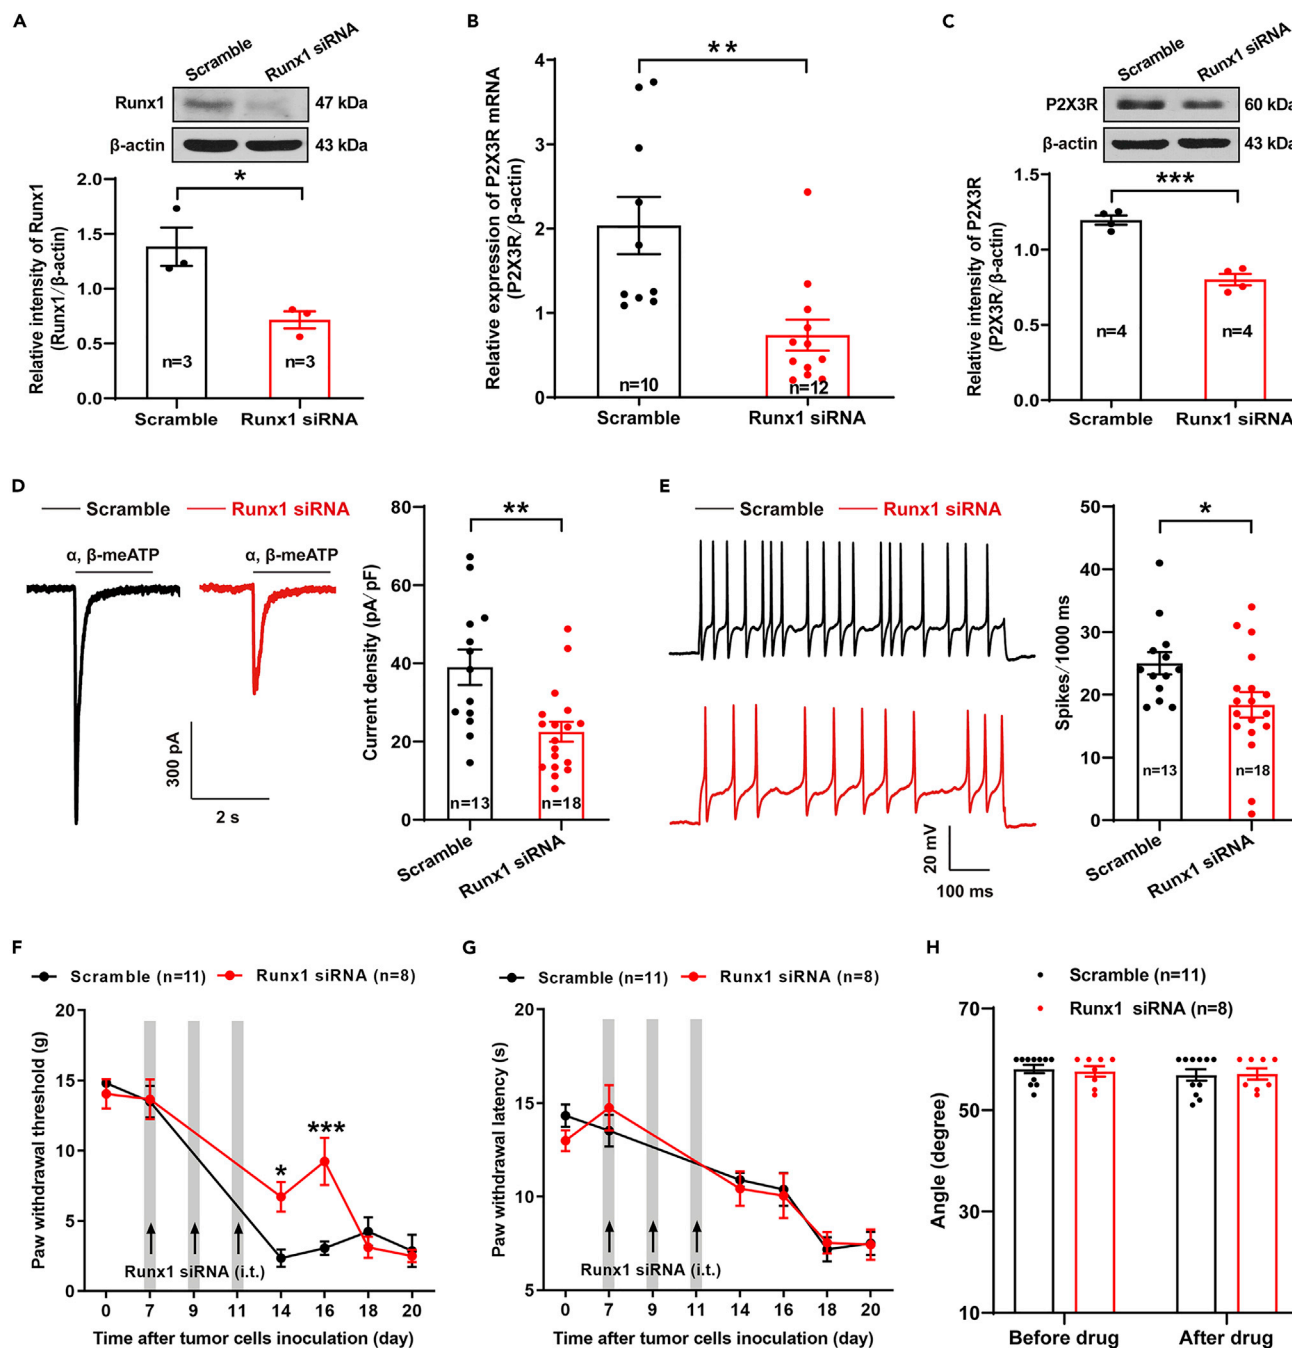 A
Scramble
Runx1 siRNA
Runx1
47 kDa
β-actin
43 kDa
Relative intensity of Runx1
(Runx1/β-actin)
2.0
1.5
1.0
0.5
0.0
*
n=3
n=3
Scramble
Runx1 siRNA
B
Relative expression of P2X3R mRNA
(P2X3R/β-actin)
4
3
2
1
0
**
n=10
n=12
Scramble
Runx1 siRNA
C
Scramble
Runx1 siRNA
P2X3R
60 kDa
β-actin
43 kDa
Relative intensity of P2X3R
(P2X3R/β-actin)
1.5
1.0
0.5
0.0
***
n=4
n=4
Scramble
Runx1 siRNA
D
Scramble
Runx1 siRNA
α, β-meATP
α, β-meATP
300 pA
2 s
Current density (pA/pF)
80
60
40
20
0
**
n=13
n=18
Scramble
Runx1 siRNA
E
Scramble
Runx1 siRNA
20 mV
100 ms
Spikes/1000 ms
50
40
30
20
10
0
*
n=13
n=18
Scramble
Runx1 siRNA
F
Scramble (n=11)
Runx1 siRNA (n=8)
Paw withdrawal threshold (g)
20
15
10
5
0
*
***
Runx1 siRNA (i.t.)
0 7 9 11 14 16 18 20
Time after tumor cells inoculation (day)
G
Scramble (n=11)
Runx1 siRNA (n=8)
Paw withdrawal latency (s)
20
15
10
5
Runx1 siRNA (i.t.)
0 7 9 11 14 16 18 20
Time after tumor cells inoculation (day)
H
Scramble (n=11)
Runx1 siRNA (n=8)
Angle (degree)
70
50
30
10
Before drug
After drug